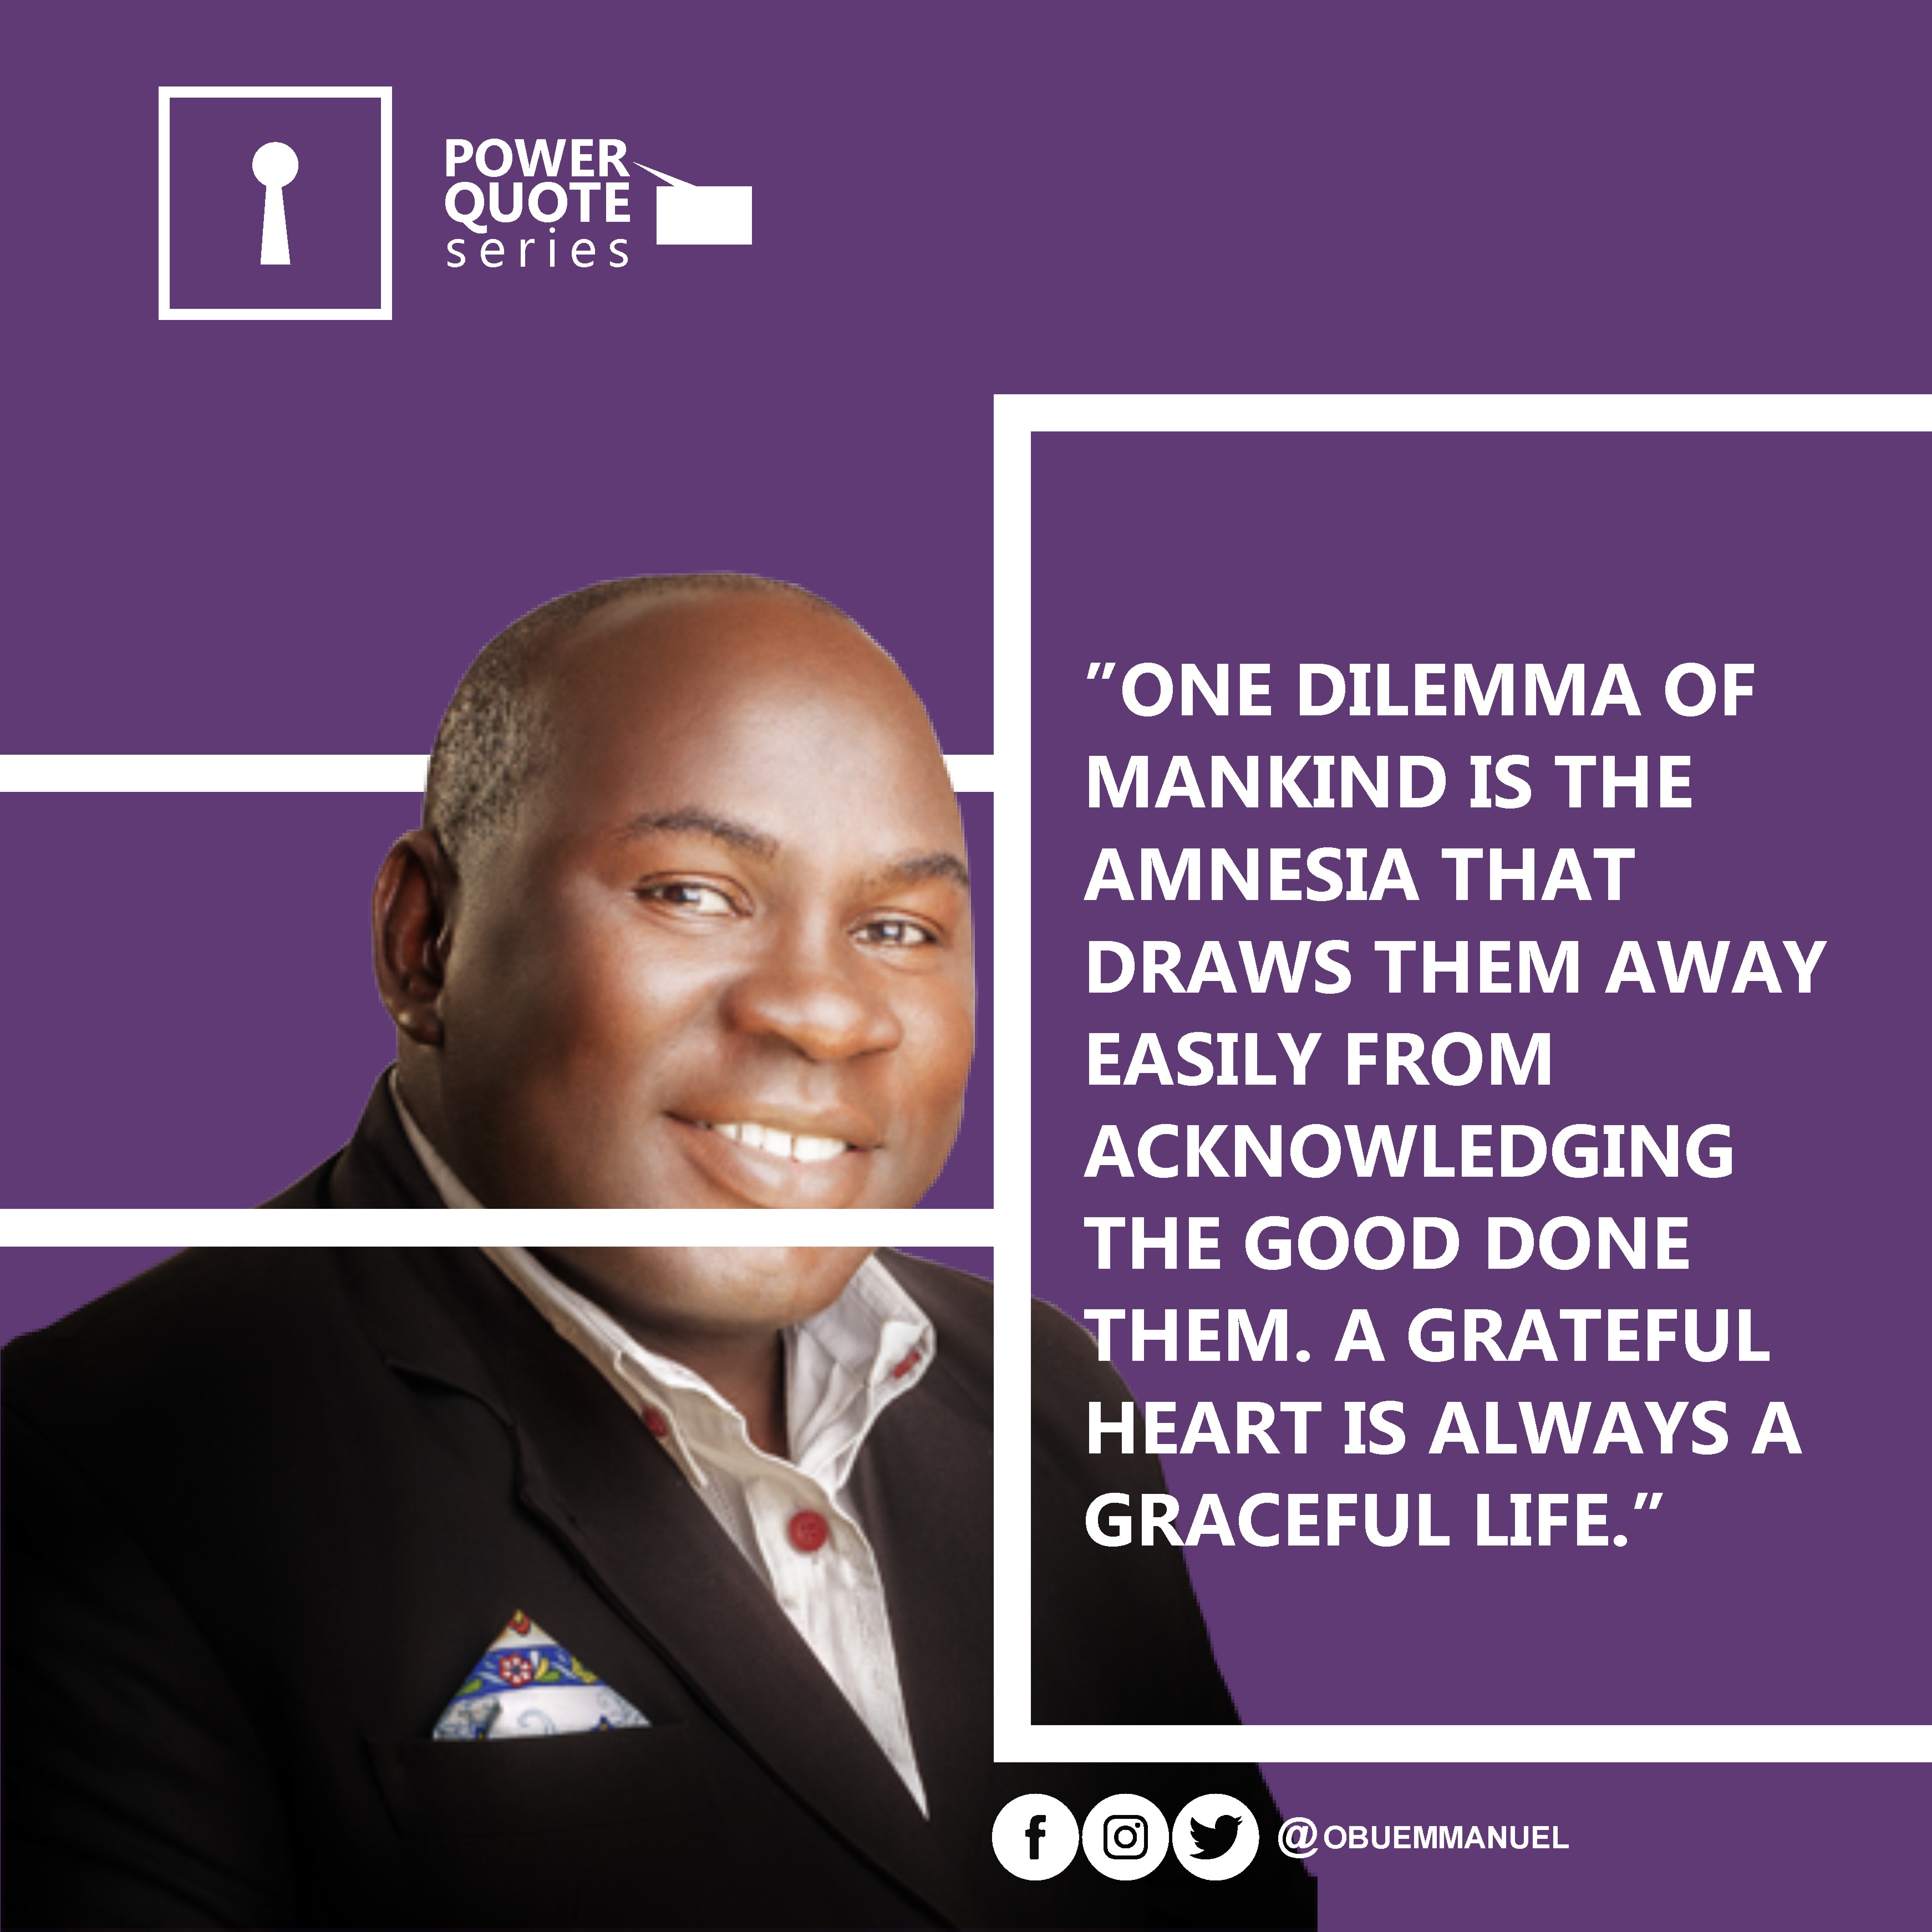 POWER
QUOTE
series
"ONE DILEMMA OF
MANKIND IS THE
AMNESIA THAT
DRAWS THEM AWAY
EASILY FROM
ACKNOWLEDGING
THE GOOD DONE
THEM. A GRATEFUL
HEART IS ALWAYS A
GRACEFUL LIFE."
@OBUEMMANUEL